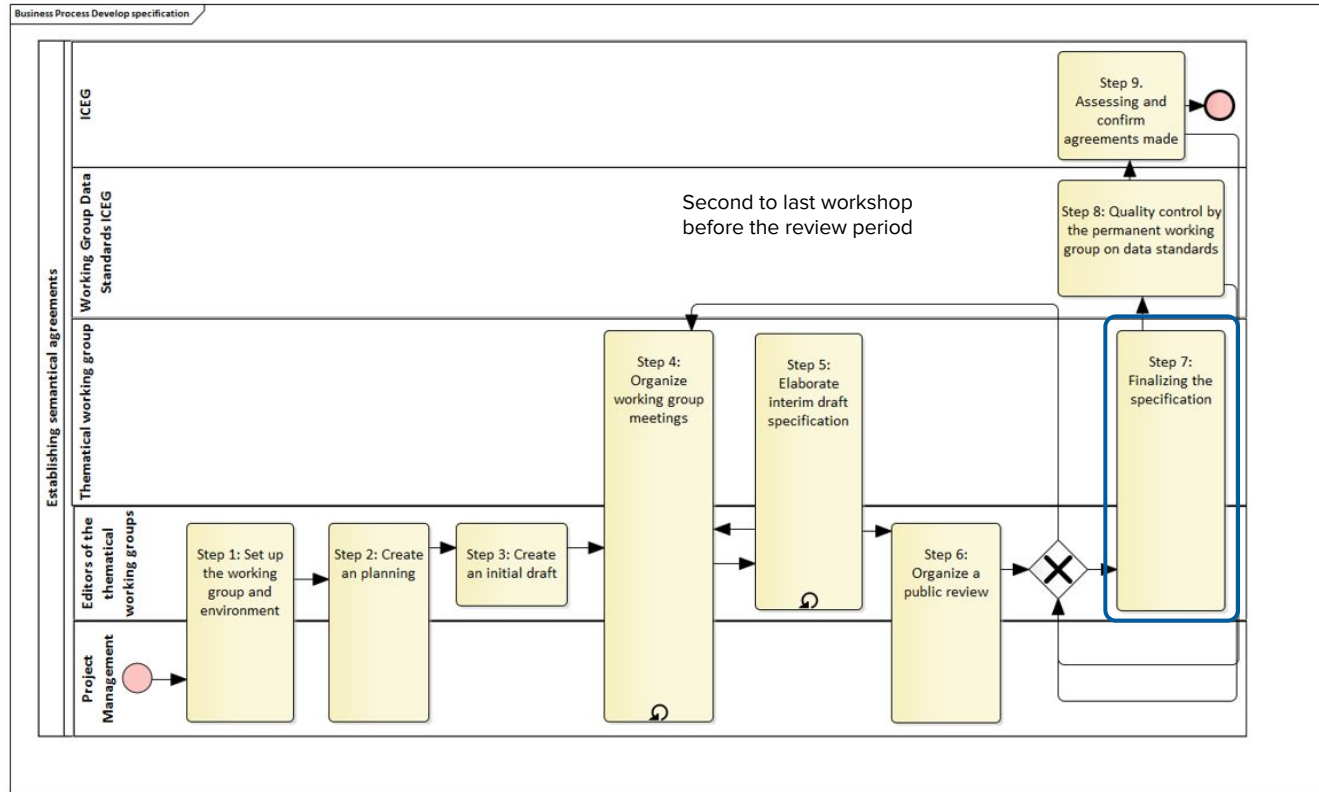 Business Process Develop specification
Establishing semantical agreements
ICEG
Step 9.
Assessing and
confirm
agreements made
Working Group Data
Standards ICEG
Second to last workshop
before the review period
Step 8: Quality control by
the permanent working
group on data standards
Thematical working group
Step 4:
Organize
working group
meetings
Step 5:
Elaborate
interim draft
specification
Step 7:
Finalizing the
specification
Editors of the
thematical
working groups
Step 1: Set up
the working
group and
environment
Step 2: Create
an planning
Step 3: Create
an initial draft
Step 6:
Organize a
public review
Project
Management